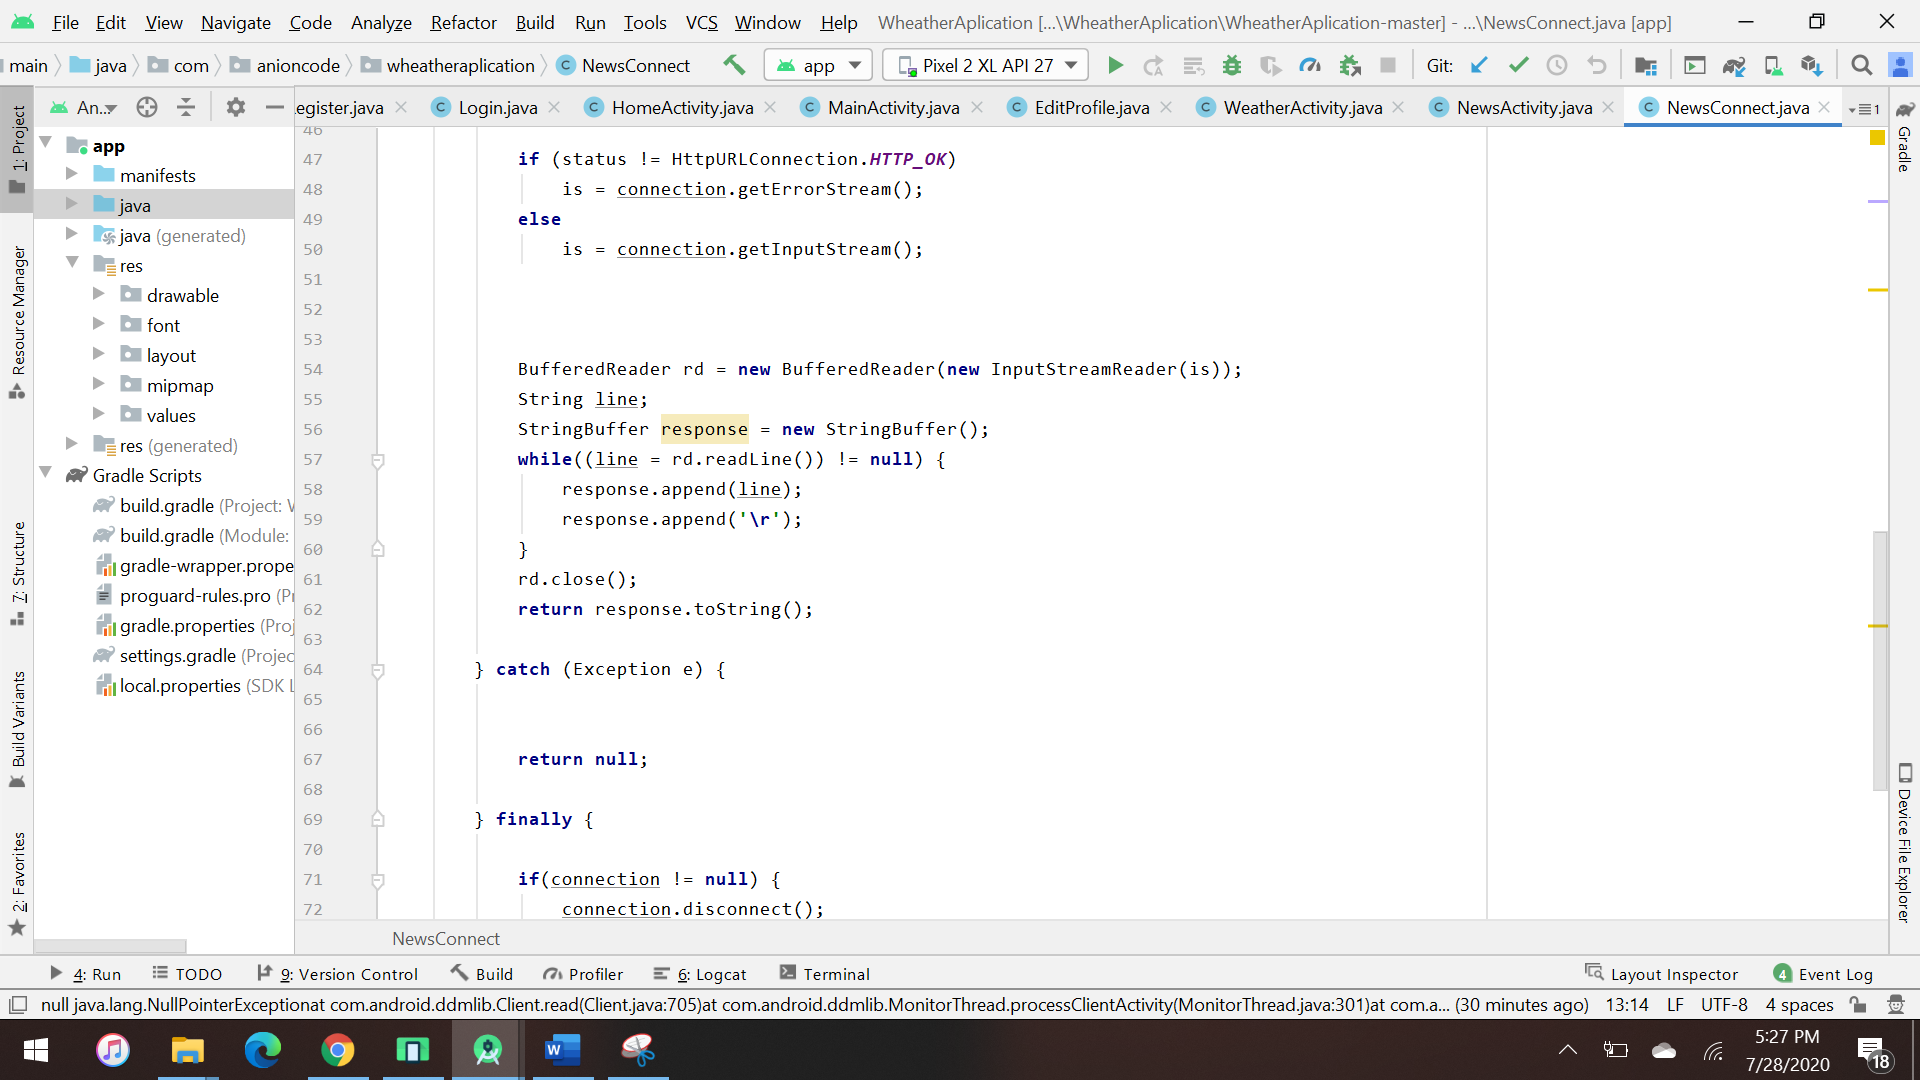 File Edit View Navigate Code Analyze Refactor Build Run Tools VCS Window Help WheatherAplication [...\WheatherAplication\WheatherAplication-master] - ...\NewsConnect.java [app]
main java com anioncode wheatheraplication NewsConnect app Pixel 2 XL API 27 Git:
An... egister.java Login.java HomeActivity.java MainActivity.java EditProfile.java WeatherActivity.java NewsActivity.java NewsConnect.java 1
1: Project
Resource Manager
7: Structure
Build Variants
2: Favorites
app
manifests
java
java (generated)
res
drawable
font
layout
mipmap
values
res (generated)
Gradle Scripts
build.gradle (Project: W
build.gradle (Module:
gradle-wrapper.prope
proguard-rules.pro (P
gradle.properties (Proj
settings.gradle (Projec
local.properties (SDK L
46
47 if (status != HttpURLConnection.HTTP_OK)
48 is = connection.getErrorStream();
49 else
50 is = connection.getInputStream();
51
52
53
54 BufferedReader rd = new BufferedReader(new InputStreamReader(is));
55 String line;
56 StringBuffer response = new StringBuffer();
57 while((line = rd.readLine()) != null) {
58 response.append(line);
59 response.append('\r');
60 }
61 rd.close();
62 return response.toString();
63
64 } catch (Exception e) {
65
66
67 return null;
68
69 } finally {
70
71 if(connection != null) {
72 connection.disconnect();
NewsConnect
Gradle
Device File Explorer
4: Run TODO 9: Version Control Build Profiler 6: Logcat Terminal Layout Inspector 4 Event Log
null java.lang.NullPointerExceptionat com.android.ddmlib.Client.read(Client.java:705)at com.android.ddmlib.MonitorThread.processClientActivity(MonitorThread.java:301)at com.a... (30 minutes ago) 13:14 LF UTF-8 4 spaces
5:27 PM
7/28/2020
18